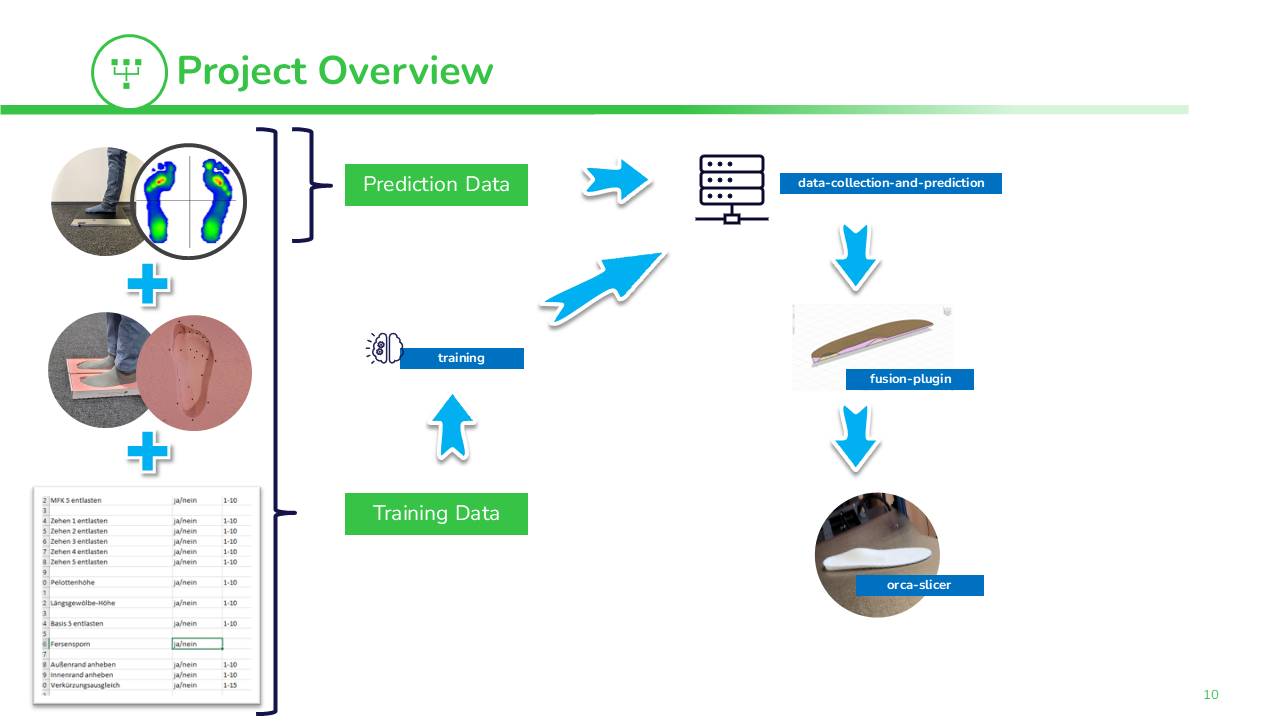 Project Overview
Prediction Data
data-collection-and-prediction
training
fusion-plugin
Training Data
orca-slicer
2 MFK 5 entlasten ja/nein 1-10
3
4 Zehen 1 entlasten ja/nein 1-10
5 Zehen 2 entlasten ja/nein 1-10
6 Zehen 3 entlasten ja/nein 1-10
7 Zehen 4 entlasten ja/nein 1-10
8 Zehen 5 entlasten ja/nein 1-10
9
0 Pelottenhöhe ja/nein 1-10
1
2 Längsgewölbe-Höhe ja/nein 1-10
3
4 Basis 5 entlasten ja/nein 1-10
5
6 Fersensporn ja/nein
7
8 Außenrand anheben ja/nein 1-10
9 Innenrand anheben ja/nein 1-10
0 Verkürzungsausgleich ja/nein 1-15
10